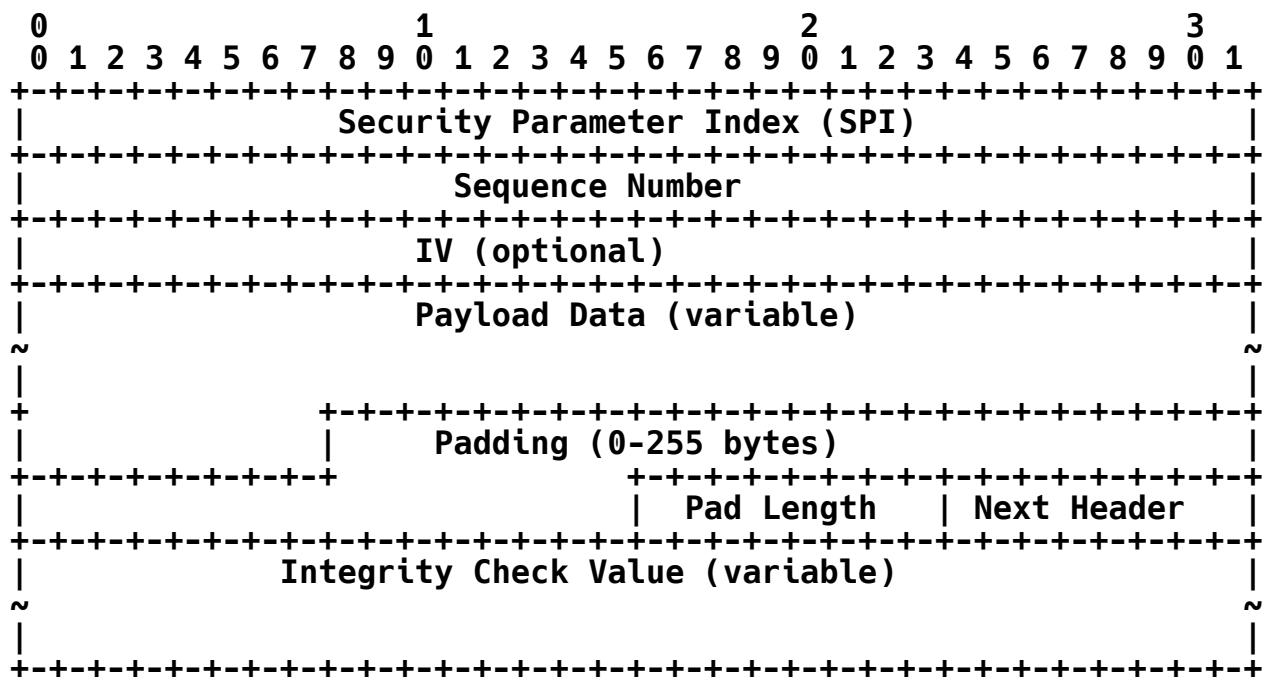 0                   1                   2                   3
 0 1 2 3 4 5 6 7 8 9 0 1 2 3 4 5 6 7 8 9 0 1 2 3 4 5 6 7 8 9 0 1
+-+-+-+-+-+-+-+-+-+-+-+-+-+-+-+-+-+-+-+-+-+-+-+-+-+-+-+-+-+-+-+-+
|                Security Parameter Index (SPI)                 |
+-+-+-+-+-+-+-+-+-+-+-+-+-+-+-+-+-+-+-+-+-+-+-+-+-+-+-+-+-+-+-+-+
|                      Sequence Number                          |
+-+-+-+-+-+-+-+-+-+-+-+-+-+-+-+-+-+-+-+-+-+-+-+-+-+-+-+-+-+-+-+-+
|                    IV (optional)                              |
+-+-+-+-+-+-+-+-+-+-+-+-+-+-+-+-+-+-+-+-+-+-+-+-+-+-+-+-+-+-+-+-+
|                    Payload Data (variable)                    |
~                                                               ~
|                                                               |
+               +-+-+-+-+-+-+-+-+-+-+-+-+-+-+-+-+-+-+-+-+-+-+-+-+
|               |     Padding (0-255 bytes)                     |
+-+-+-+-+-+-+-+-+               +-+-+-+-+-+-+-+-+-+-+-+-+-+-+-+-+
|                               |  Pad Length   | Next Header   |
+-+-+-+-+-+-+-+-+-+-+-+-+-+-+-+-+-+-+-+-+-+-+-+-+-+-+-+-+-+-+-+-+
|             Integrity Check Value (variable)                  |
~                                                               ~
|                                                               |
+-+-+-+-+-+-+-+-+-+-+-+-+-+-+-+-+-+-+-+-+-+-+-+-+-+-+-+-+-+-+-+-+